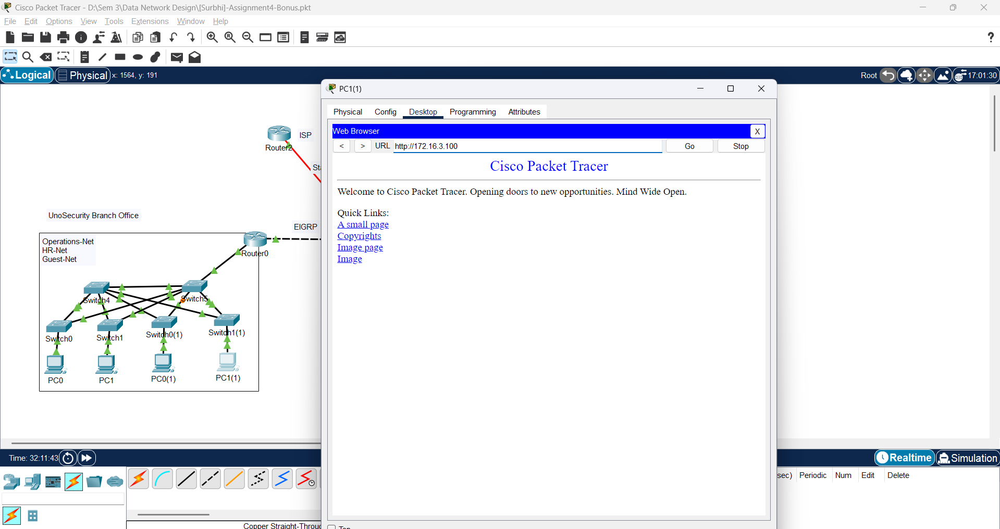 Cisco Packet Tracer - D:\Sem 3\Data Network Design\[Surbhi]-Assignment4-Bonus.pkt
File Edit Options View Tools Extensions Window Help
?
Logical Physical x: 1564, y: 191 Root 17:01:30
PC1(1)
Physical Config Desktop Programming Attributes
Web Browser X
< > URL http://172.16.3.100 Go Stop
Cisco Packet Tracer
Welcome to Cisco Packet Tracer. Opening doors to new opportunities. Mind Wide Open.
Quick Links:
A small page
Copyrights
Image page
Image
ISP
Router2
UnoSecurity Branch Office
EIGRP
Operations-Net
HR-Net
Guest-Net
Router0
Switch4 Switch5
Switch0 Switch1 Switch0(1) Switch1(1)
PC0 PC1 PC0(1) PC1(1)
Time: 32:11:43 Realtime Simulation
sec) Periodic Num Edit Delete
Copper Straight-Throu
Top